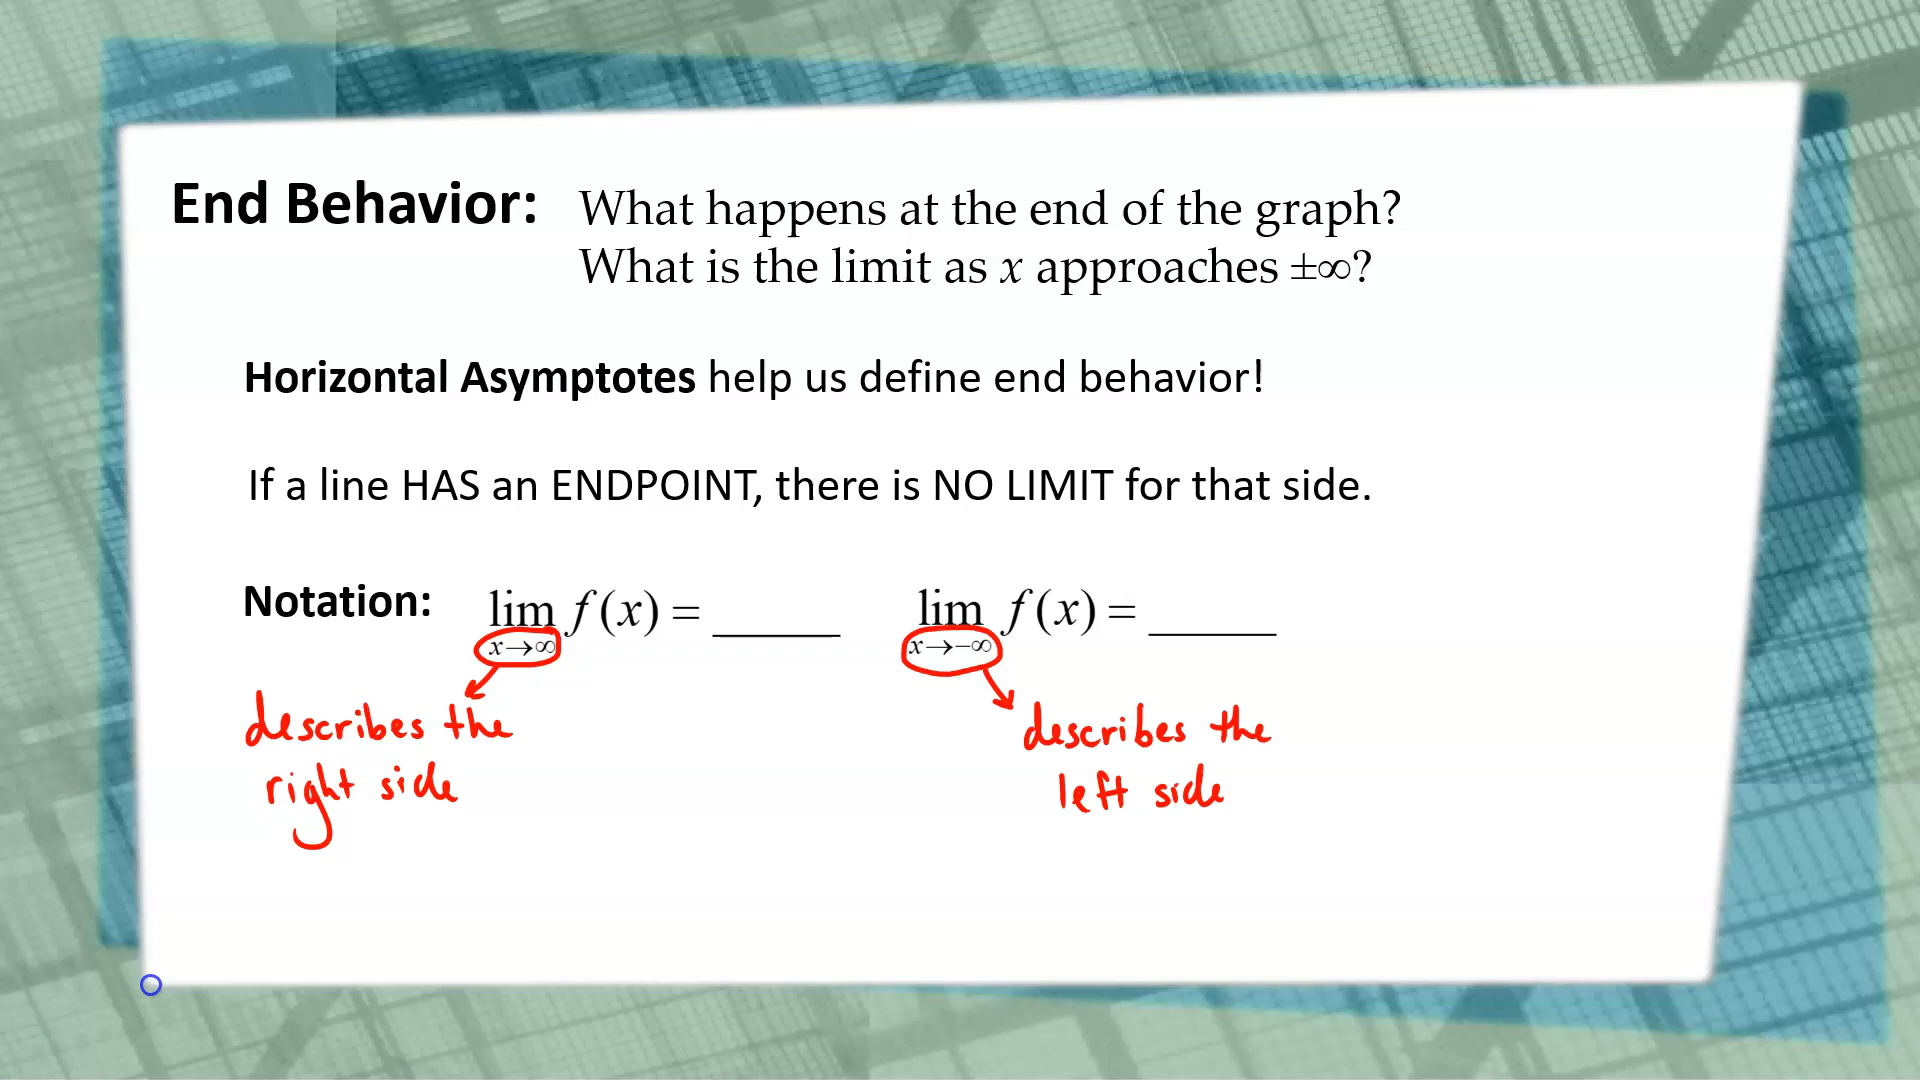 End Behavior: What happens at the end of the graph?
What is the limit as x approaches ±∞?
Horizontal Asymptotes help us define end behavior!
If a line HAS an ENDPOINT, there is NO LIMIT for that side.
Notation: lim f(x) = _____ lim f(x) = _____
x→∞ x→-∞
describes the describes the
right side left side